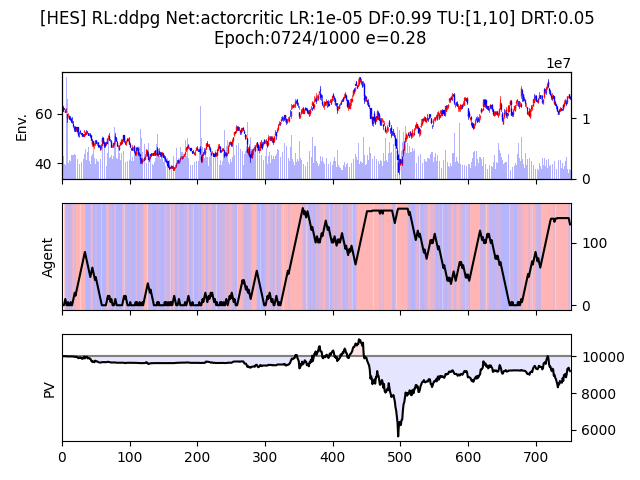 [HES] RL:ddpg Net:actorcritic LR:1e-05 DF:0.99 TU:[1,10] DRT:0.05
Epoch:0724/1000 e=0.28
1e7
Env.
60
40
1
0
Agent
100
0
PV
10000
8000
6000
0 100 200 300 400 500 600 700